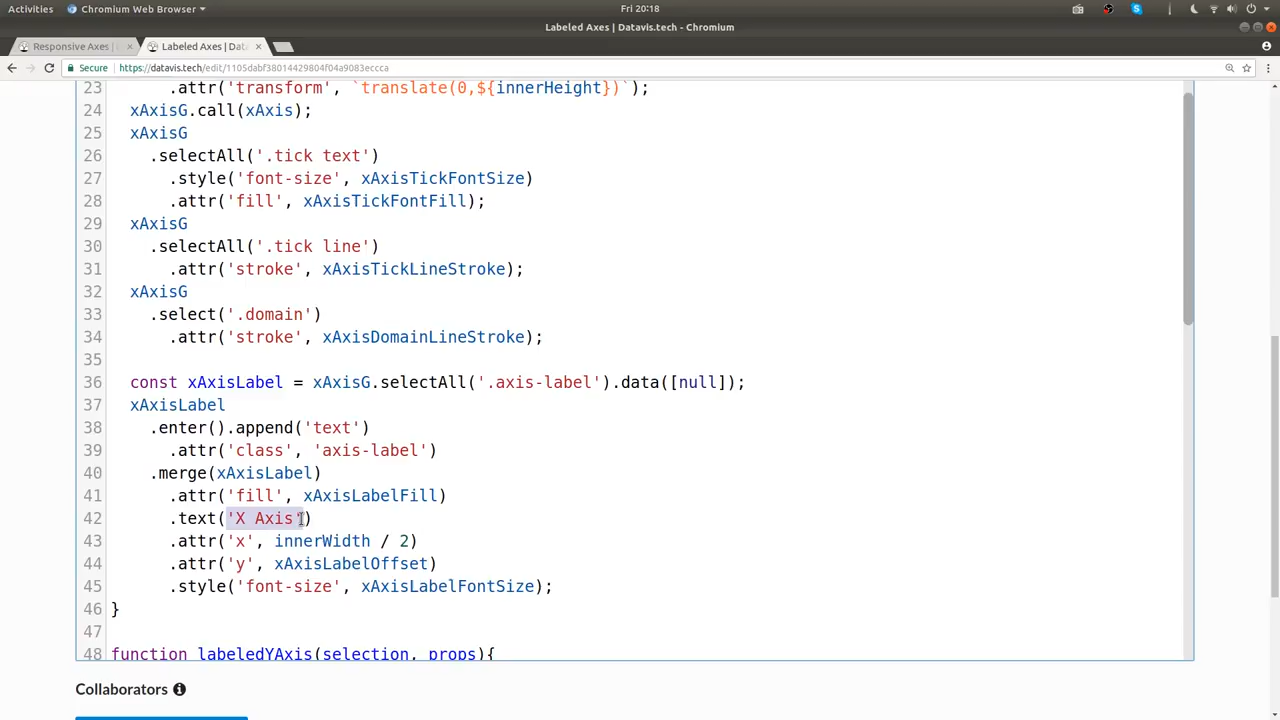 Activities
Chromium Web Browser
Fri 20:18
Labeled Axes | Datavis.tech - Chromium
Responsive Axes |
Labeled Axes | Data
Secure
https://datavis.tech/edit/1105dabf38014429804f04a9083eccca
23 .attr('transform', `translate(0,${innerHeight})`);
24 xAxisG.call(xAxis);
25 xAxisG
26 .selectAll('.tick text')
27 .style('font-size', xAxisTickFontSize)
28 .attr('fill', xAxisTickFontFill);
29 xAxisG
30 .selectAll('.tick line')
31 .attr('stroke', xAxisTickLineStroke);
32 xAxisG
33 .select('.domain')
34 .attr('stroke', xAxisDomainLineStroke);
35
36 const xAxisLabel = xAxisG.selectAll('.axis-label').data([null]);
37 xAxisLabel
38 .enter().append('text')
39 .attr('class', 'axis-label')
40 .merge(xAxisLabel)
41 .attr('fill', xAxisLabelFill)
42 .text('X Axis')
43 .attr('x', innerWidth / 2)
44 .attr('y', xAxisLabelOffset)
45 .style('font-size', xAxisLabelFontSize);
46 }
47
48 function labeledYAxis(selection, props){
Collaborators